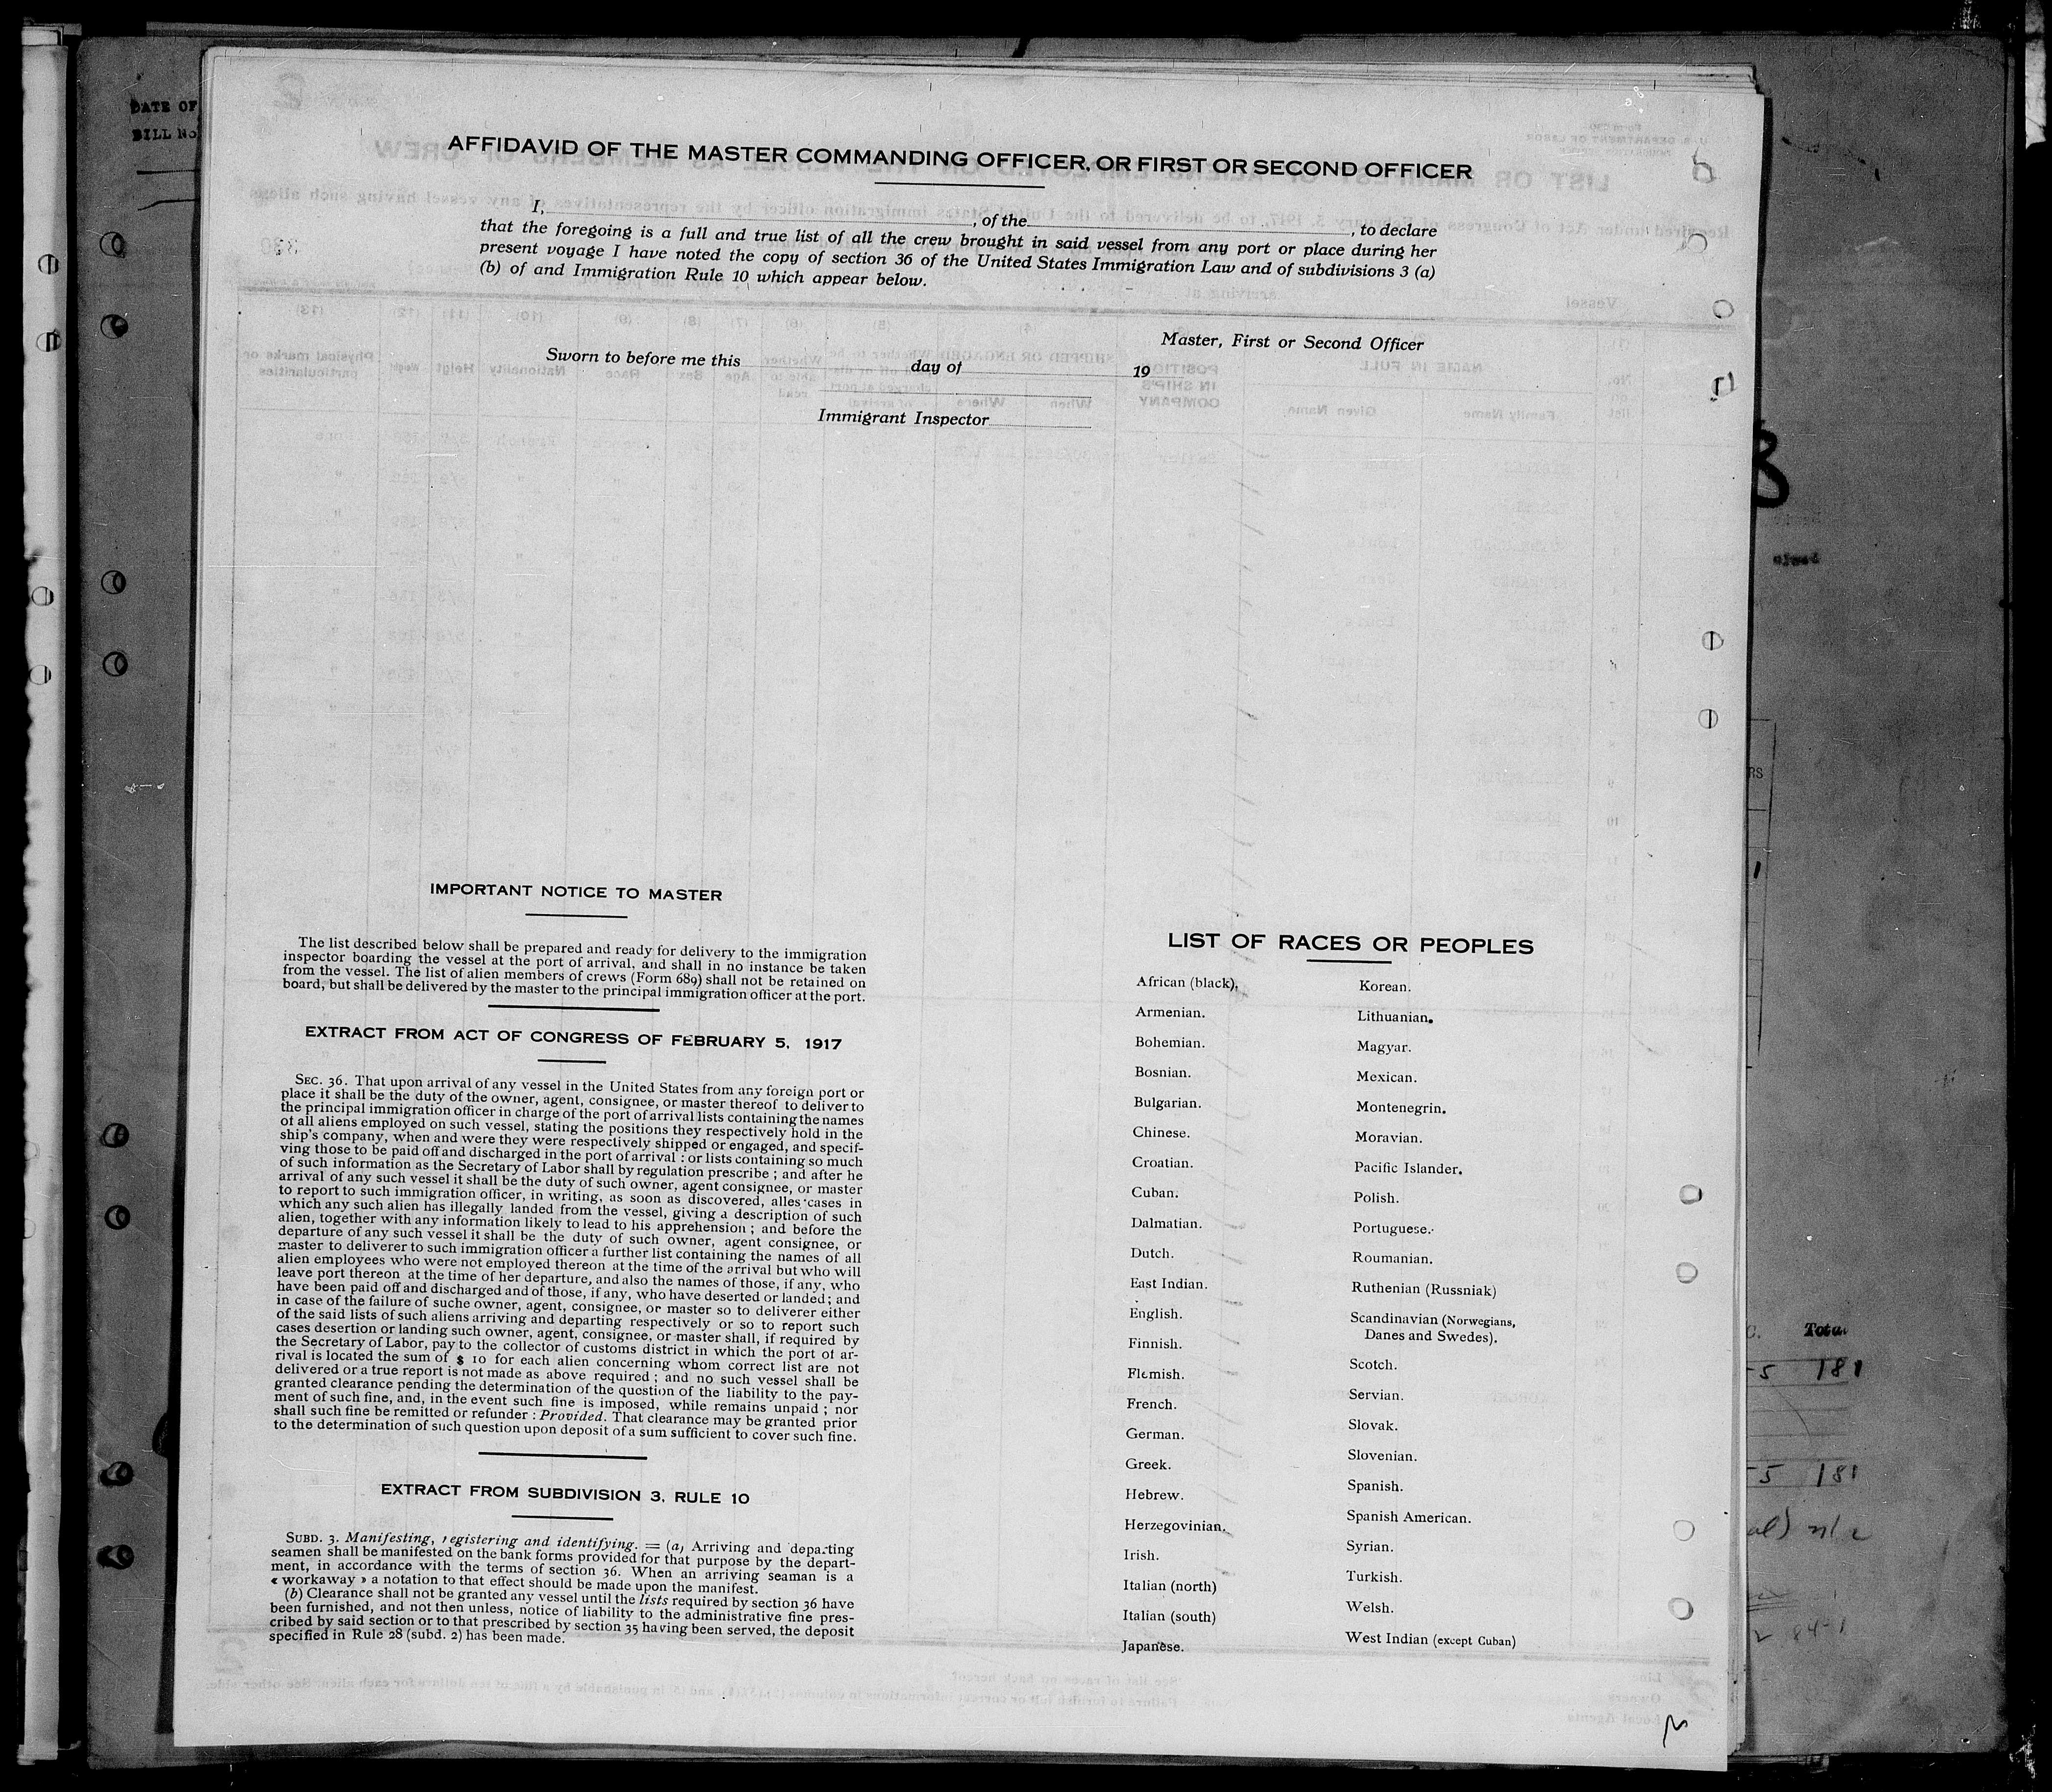 DATE OF
BILL No
AFFIDAVID OF THE MASTER COMMANDING OFFICER, OR FIRST OR SECOND OFFICER
I, , of the , to declare
that the foregoing is a full and true list of all the crew brought in said vessel from any port or place during her
present voyage I have noted the copy of section 36 of the United States Immigration Law and of subdivisions 3 (a)
(b) of and Immigration Rule 10 which appear below.
Master, First or Second Officer
Sworn to before me this day of 19
Immigrant Inspector
IMPORTANT NOTICE TO MASTER
The list described below shall be prepared and ready for delivery to the immigration
inspector boarding the vessel at the port of arrival, and shall in no instance be taken
from the vessel. The list of alien members of crews (Form 689) shall not be retained on
board, but shall be delivered by the master to the principal immigration officer at the port.
EXTRACT FROM ACT OF CONGRESS OF FEBRUARY 5, 1917
SEC. 36. That upon arrival of any vessel in the United States from any foreign port or
place it shall be the duty of the owner, agent, consignee, or master thereof to deliver to
the principal immigration officer in charge of the port of arrival lists containing the names
of all aliens employed on such vessel, stating the positions they respectively hold in the
ship's company, when and were they were respectively shipped or engaged, and specif-
ving those to be paid off and discharged in the port of arrival : or lists containing so much
of such information as the Secretary of Labor shall by regulation prescribe ; and after he
arrival of any such vessel it shall be the duty of such owner, agent consignee, or master
to report to such immigration officer, in writing, as soon as discovered, alles cases in
which any such alien has illegally landed from the vessel, giving a description of such
alien, together with any information likely to lead to his apprehension ; and before the
departure of any such vessel it shall be the duty of such owner, agent consignee, or
master to deliverer to such immigration officer a further list containing the names of all
alien employees who were not employed thereon at the time of the arrival but who will
leave port thereon at the time of her departure, and also the names of those, if any, who
have been paid off and discharged and of those, if any, who have deserted or landed ; and
in case of the failure of suche owner, agent, consignee, or master so to deliverer either
of the said lists of such aliens arriving and departing respectively or so to report such
cases desertion or landing such owner, agent, consignee, or master shall, if required by
the Secretary of Labor, pay to the collector of customs district in which the port of ar-
rival is located the sum of $ 10 for each alien concerning whom correct list are not
delivered or a true report is not made as above required ; and no such vessel shall be
granted clearance pending the determination of the question of the liability to the pay-
ment of such fine, and, in the event such fine is imposed, while remains unpaid ; nor
shall such fine be remitted or refunder : Provided. That clearance may be granted prior
to the determination of such question upon deposit of a sum sufficient to cover such fine.
EXTRACT FROM SUBDIVISION 3, RULE 10
SUBD. 3. Manifesting, registering and identifying. = (a) Arriving and departing
seamen shall be manifested on the bank forms provided for that purpose by the depart-
ment, in accordance with the terms of section 36. When an arriving seaman is a
« workaway » a notation to that effect should be made upon the manifest.
(b) Clearance shall not be granted any vessel until the lists required by section 36 have
been furnished, and not then unless, notice of liability to the administrative fine pres-
cribed by said section or to that prescribed by section 35 having been served, the deposit
specified in Rule 28 (subd. 2) has been made.
LIST OF RACES OR PEOPLES
African (black),
Armenian.
Bohemian.
Bosnian.
Bulgarian.
Chinese.
Croatian.
Cuban.
Dalmatian.
Dutch.
East Indian.
English.
Finnish.
Flemish.
French.
German.
Greek.
Hebrew.
Herzegovinian.
Irish.
Italian (north)
Italian (south)
Japanese.
Korean.
Lithuanian.
Magyar.
Mexican.
Montenegrin.
Moravian.
Pacific Islander.
Polish.
Portuguese.
Roumanian.
Ruthenian (Russniak)
Scandinavian (Norwegians,
Danes and Swedes).
Scotch.
Servian.
Slovak.
Slovenian.
Spanish.
Spanish American.
Syrian.
Turkish.
Welsh.
West Indian (except Cuban)
RS
5 181
5 181